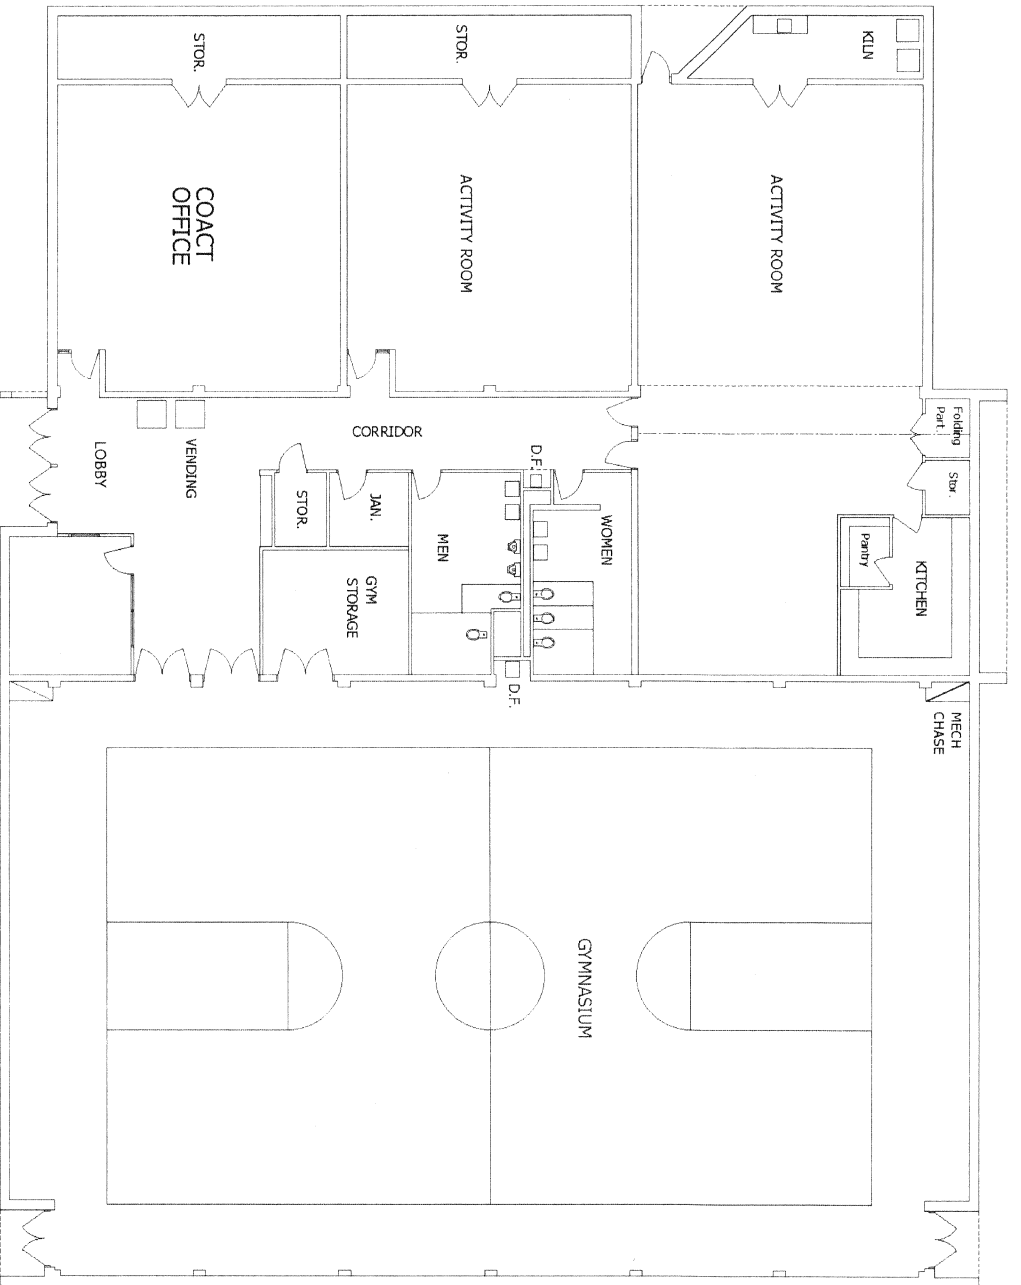 STOR.
STOR.
KILN
COACT
OFFICE
ACTIVITY ROOM
ACTIVITY ROOM
CORRIDOR
Folding
Part.
LOBBY
VENDING
D.F.
Stor.
STOR.
JAN.
MEN
WOMEN
Pantry
KITCHEN
GYM
STORAGE
D.F.
MECH
CHASE
GYMNASIUM